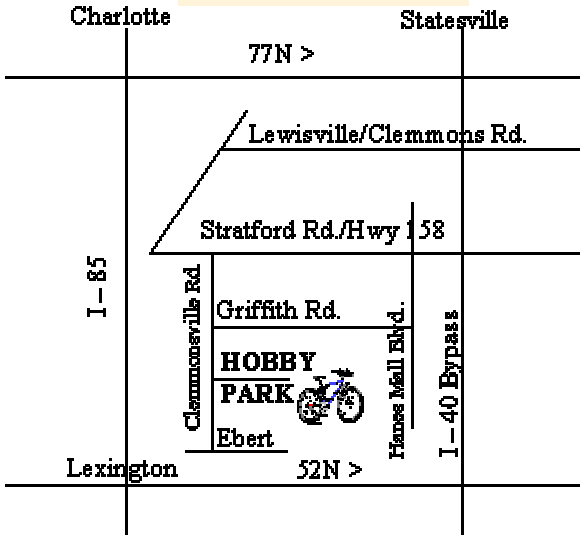 Charlotte
Statesville
77N >
Lewisville/Clemmons Rd.
Stratford Rd./Hwy 158
I-85
Clemmonsville Rd
Griffith Rd.
HOBBY
PARK
Hanes Mall Blvd.
I-40 Bypass
Ebert
Lexington
52N >